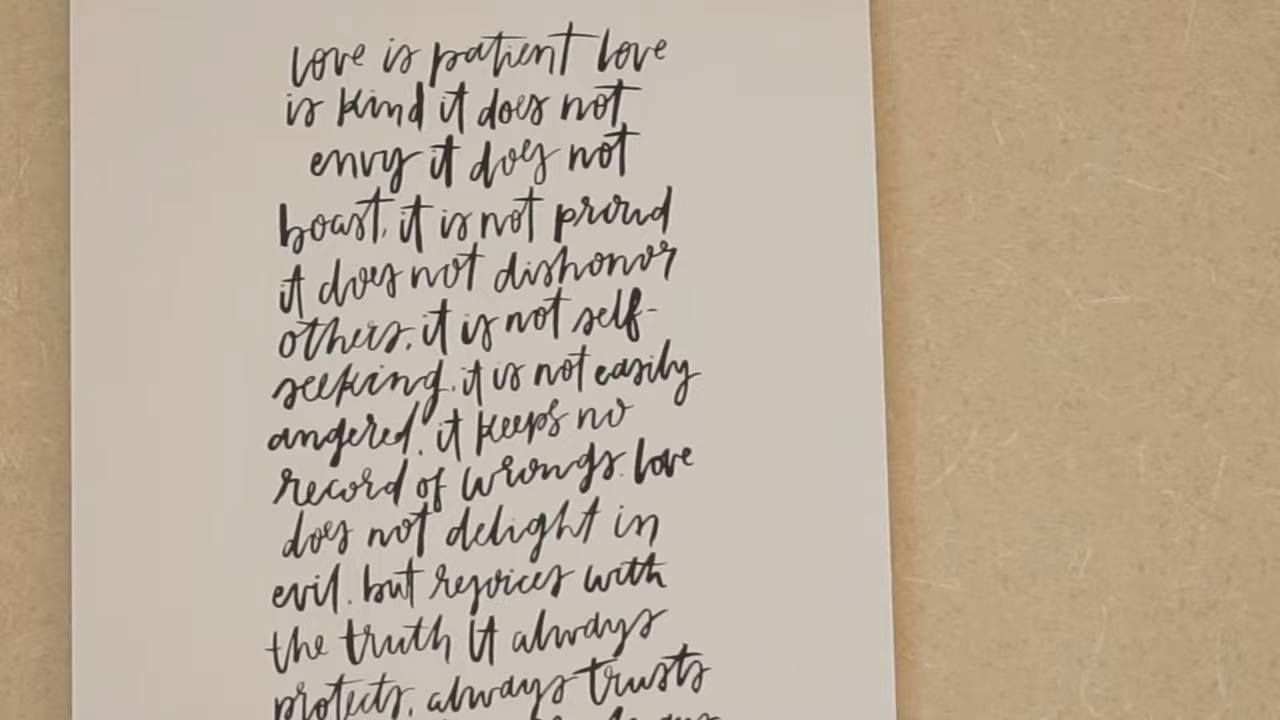 love is patient love
is kind it does not
envy it does not
boast, it is not proud
it does not dishonor
others, it is not self-
seeking, it is not easily
angered, it keeps no
record of wrongs. love
does not delight in
evil. but rejoices with
the truth It always
protects, always trusts